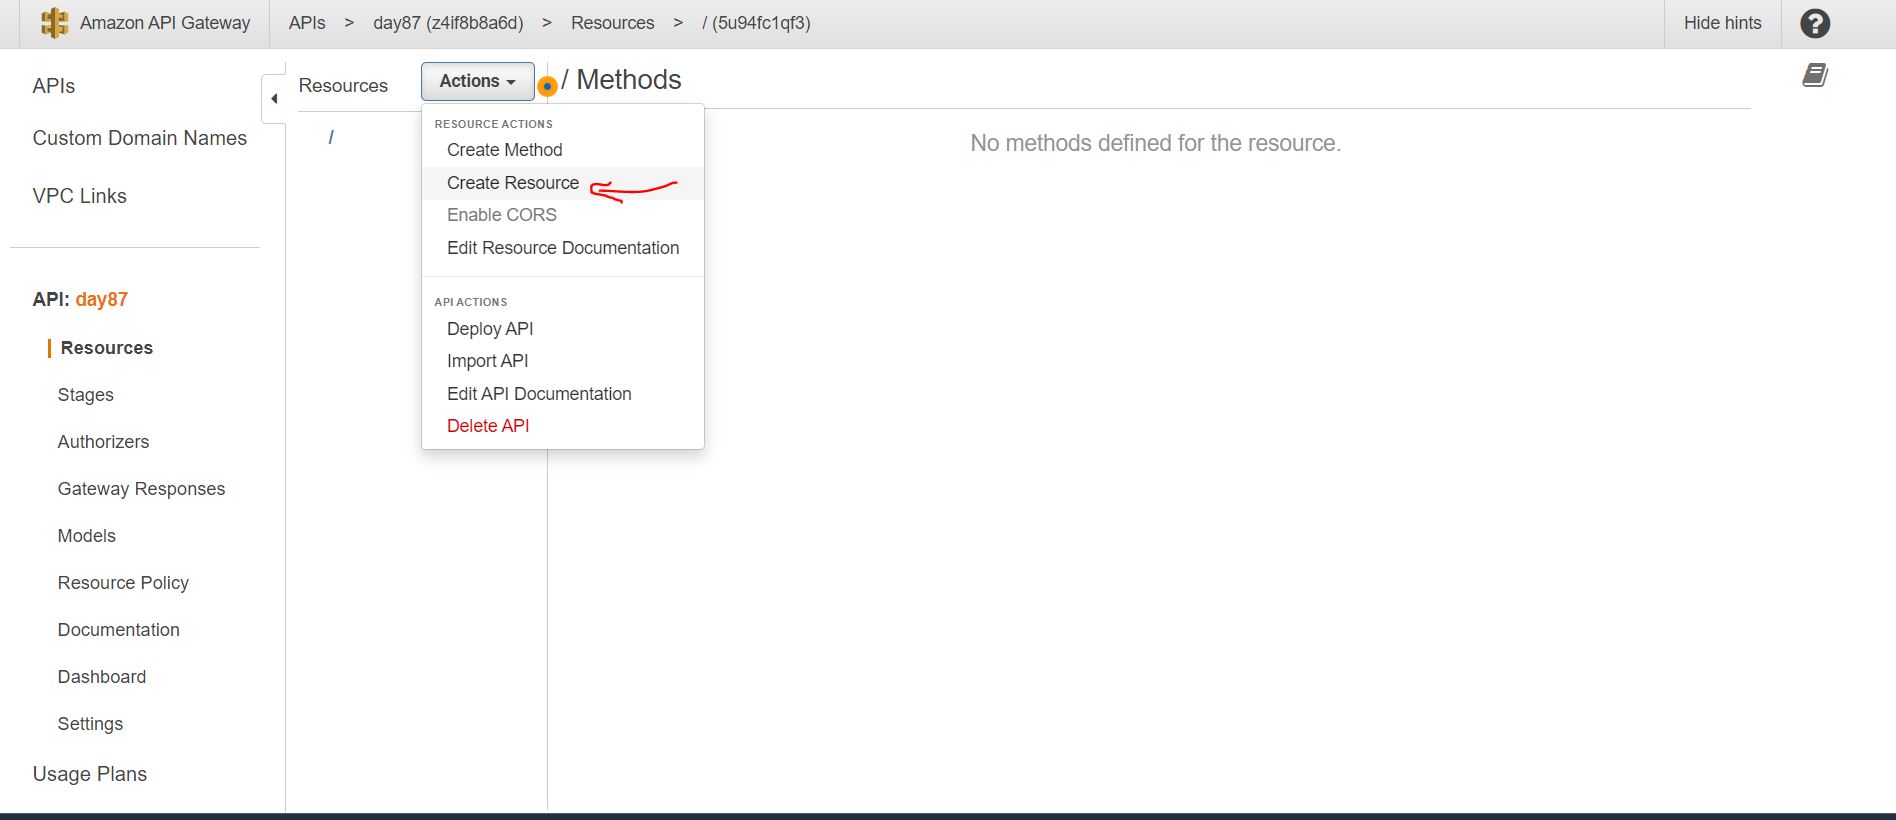 Amazon API Gateway
APIs > day87 (z4if8b8a6d) > Resources > / (5u94fc1qf3)
Hide hints
?
APIs
Custom Domain Names
VPC Links
API: day87
Resources
Stages
Authorizers
Gateway Responses
Models
Resource Policy
Documentation
Dashboard
Settings
Usage Plans
Resources
Actions
/
RESOURCE ACTIONS
Create Method
Create Resource
Enable CORS
Edit Resource Documentation
API ACTIONS
Deploy API
Import API
Edit API Documentation
Delete API
/ Methods
No methods defined for the resource.